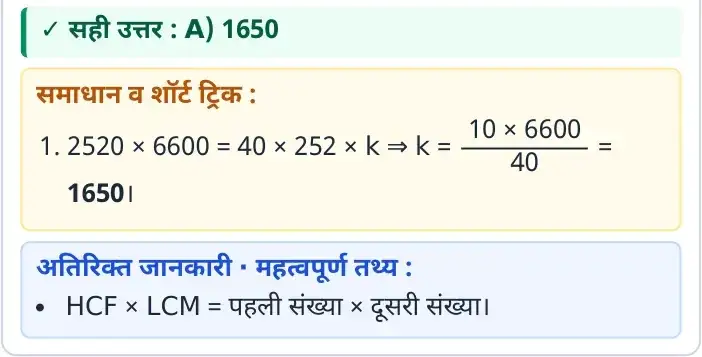 ✓ सही उत्तर : A) 1650
समाधान व शॉर्ट ट्रिक :
1. 2520 × 6600 = 40 × 252 × k ⇒ k = \frac{10 × 6600}{40} =
1650।
अतिरिक्त जानकारी · महत्वपूर्ण तथ्य :
• HCF × LCM = पहली संख्या × दूसरी संख्या।